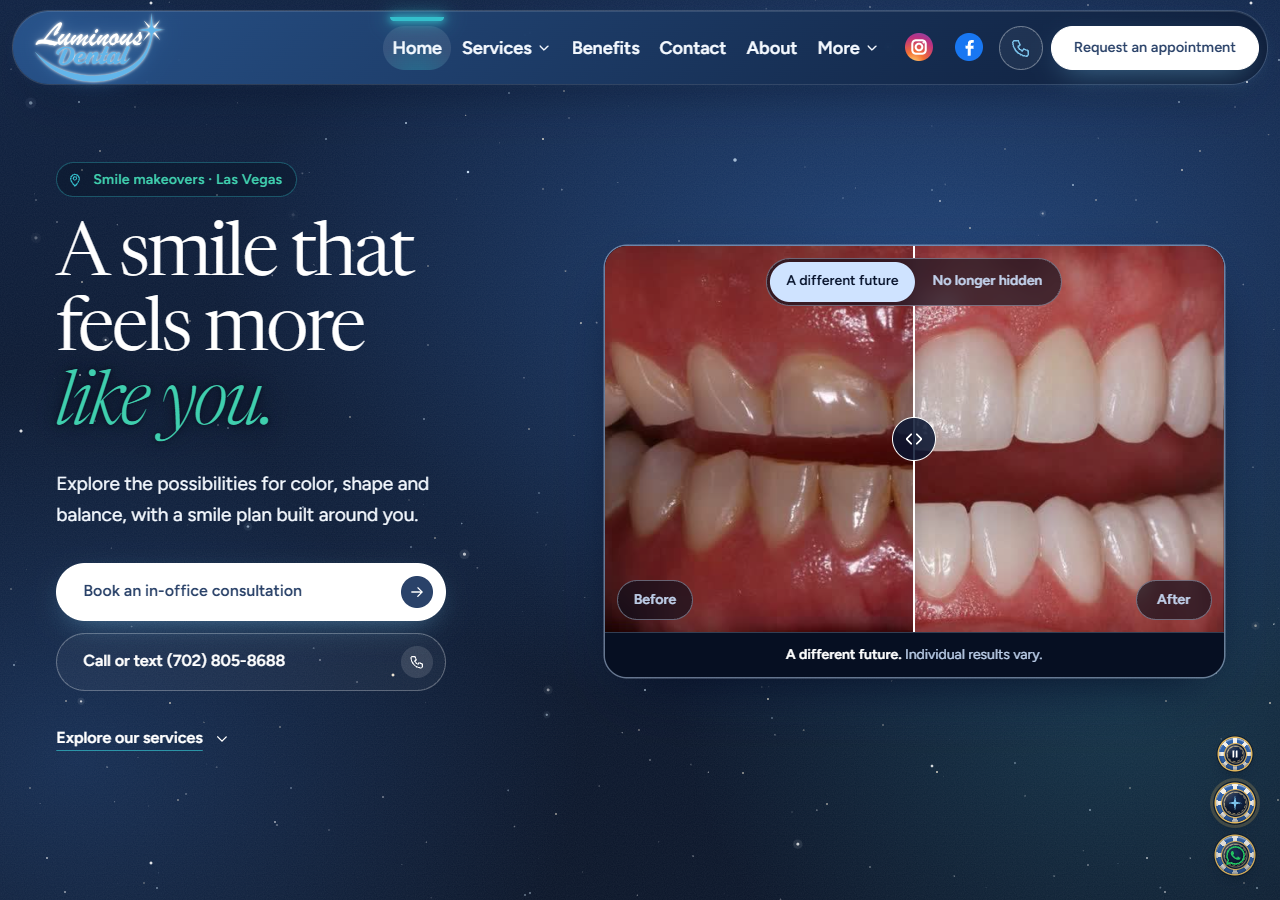 Luminous
Dental
Home
Services
Benefits
Contact
About
More
Request an appointment
Smile makeovers · Las Vegas
A smile that
feels more
like you.
Explore the possibilities for color, shape and
balance, with a smile plan built around you.
Book an in-office consultation
Call or text (702) 805-8688
Explore our services
A different future
No longer hidden
Before
After
A different future. Individual results vary.